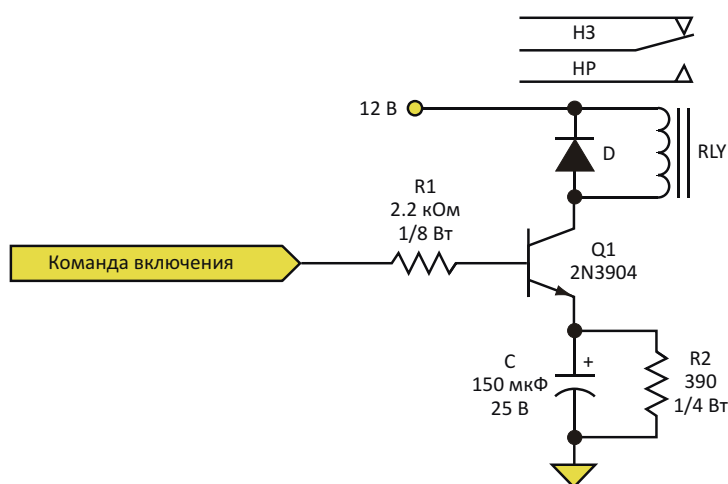 НЗ
НР
12 В
D
RLY
R1
2.2 кОм
1/8 Вт
Команда включения
Q1
2N3904
C
150 мкФ
25 В
+
R2
390
1/4 Вт